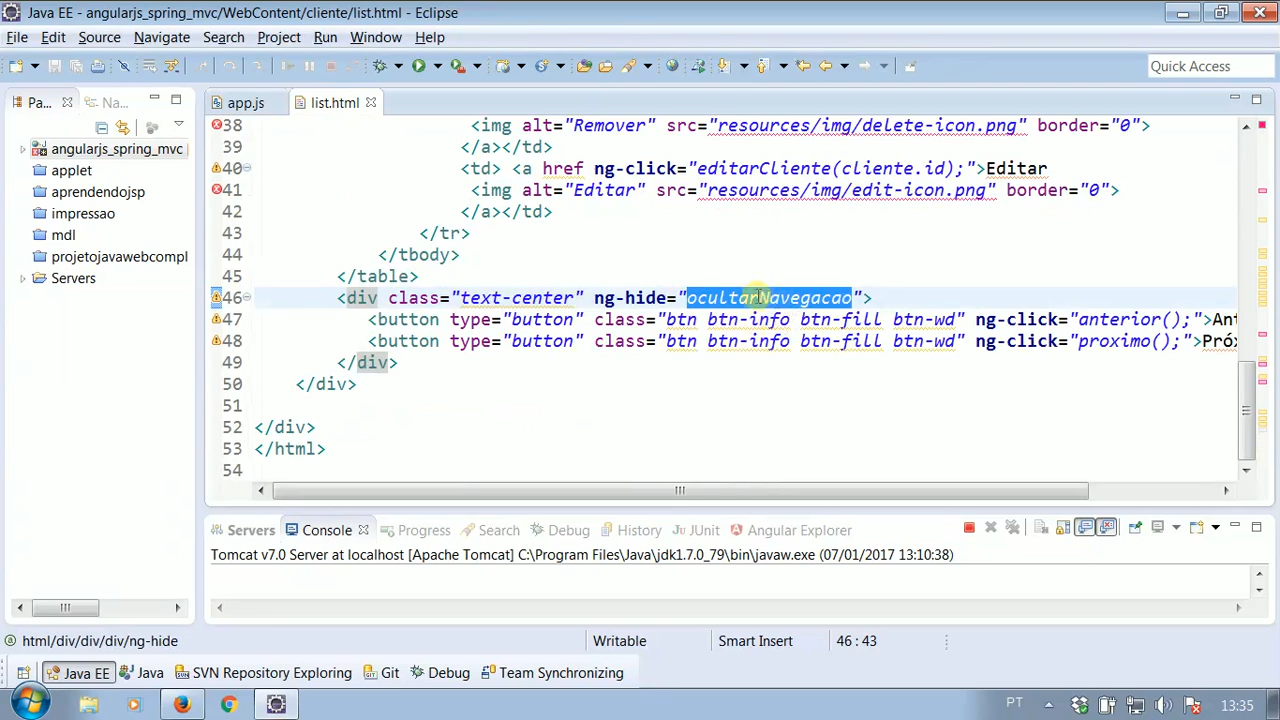 Java EE - angularjs_spring_mvc/WebContent/cliente/list.html - Eclipse
File Edit Source Navigate Search Project Run Window Help
Quick Access
Pa... Na...
app.js list.html
angularjs_spring_mvc
applet
aprendendojsp
impressao
mdl
projetojavawebcompl
Servers
38 <img alt="Remover" src="resources/img/delete-icon.png" border="0">
39 </a></td>
40 <td> <a href ng-click="editarCliente(cliente.id);">Editar
41 <img alt="Editar" src="resources/img/edit-icon.png" border="0">
42 </a></td>
43 </tr>
44 </tbody>
45 </table>
46 <div class="text-center" ng-hide="ocultarNavegacao">
47 <button type="button" class="btn btn-info btn-fill btn-wd" ng-click="anterior();">Ant
48 <button type="button" class="btn btn-info btn-fill btn-wd" ng-click="proximo();">Pró
49 </div>
50 </div>
51
52 </div>
53 </html>
54
Servers Console Progress Search Debug History JUnit Angular Explorer
Tomcat v7.0 Server at localhost [Apache Tomcat] C:\Program Files\Java\jdk1.7.0_79\bin\javaw.exe (07/01/2017 13:10:38)
html/div/div/div/ng-hide Writable Smart Insert 46 : 43
Java EE Java SVN Repository Exploring Git Debug Team Synchronizing
PT 13:35